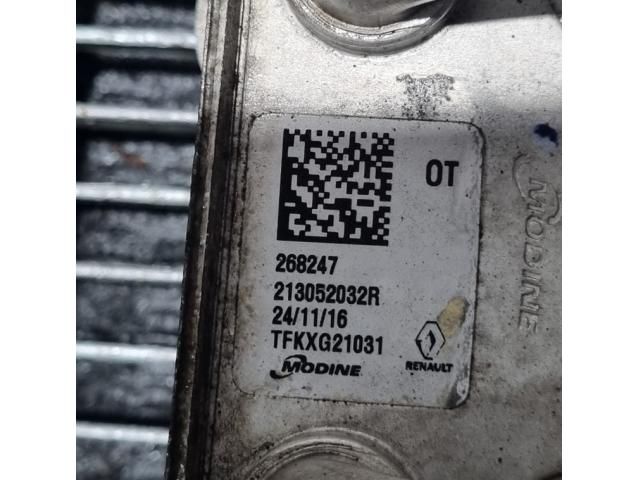 OT
268247
213052032R
24/11/16
TFKXG21031
MODINE
RENAULT
MODINE